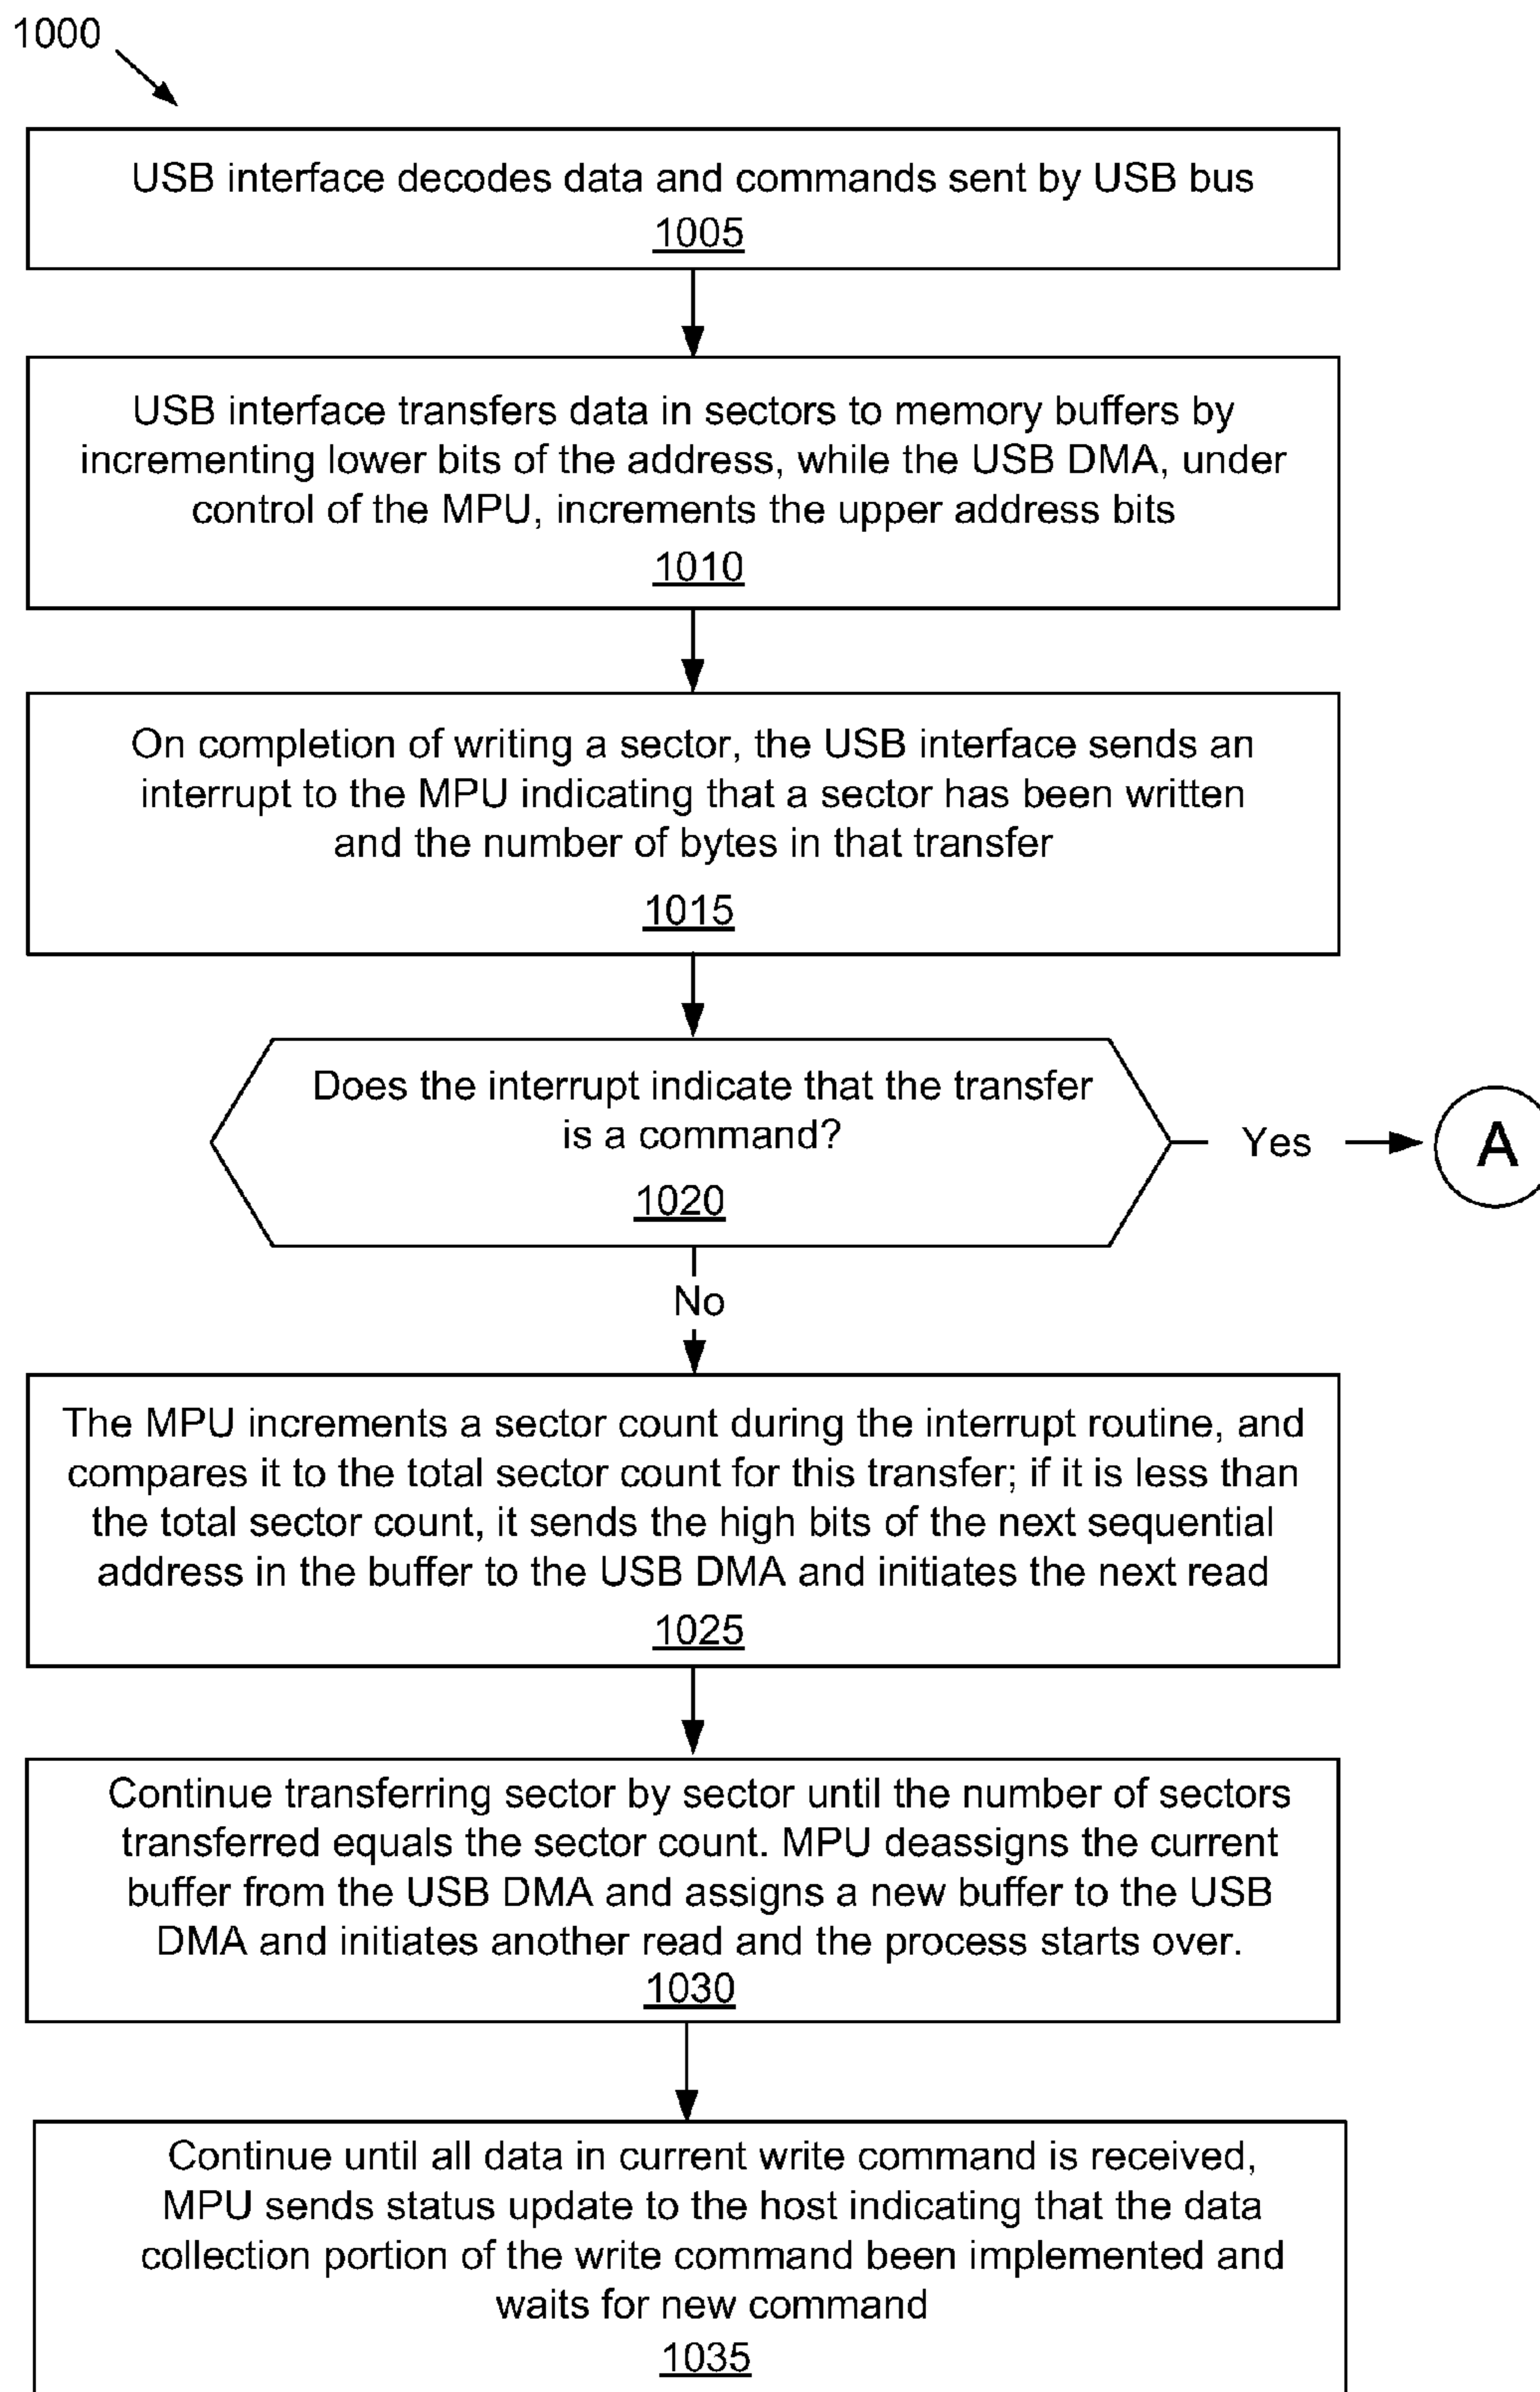 1000
USB interface decodes data and commands sent by USB bus
1005
USB interface transfers data in sectors to memory buffers by
incrementing lower bits of the address, while the USB DMA, under
control of the MPU, increments the upper address bits
1010
On completion of writing a sector, the USB interface sends an
interrupt to the MPU indicating that a sector has been written
and the number of bytes in that transfer
1015
Does the interrupt indicate that the transfer
is a command?
1020
Yes
A
No
The MPU increments a sector count during the interrupt routine, and
compares it to the total sector count for this transfer; if it is less than
the total sector count, it sends the high bits of the next sequential
address in the buffer to the USB DMA and initiates the next read
1025
Continue transferring sector by sector until the number of sectors
transferred equals the sector count. MPU deassigns the current
buffer from the USB DMA and assigns a new buffer to the USB
DMA and initiates another read and the process starts over.
1030
Continue until all data in current write command is received,
MPU sends status update to the host indicating that the data
collection portion of the write command been implemented and
waits for new command
1035